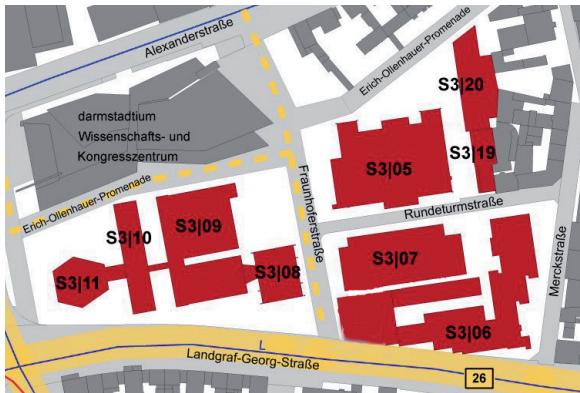 Alexanderstraße
Erich-Ollenhauer-Promenade
S3|20
darmstadtium
Wissenschafts- und
Kongresszentrum
S3|19
S3|05
Fraunhoferstraße
Erich-Ollenhauer-Promenade
Rundeturmstraße
S3|09
S3|10
S3|07
S3|08
S3|11
Merckstraße
S3|06
L
Landgraf-Georg-Straße
26